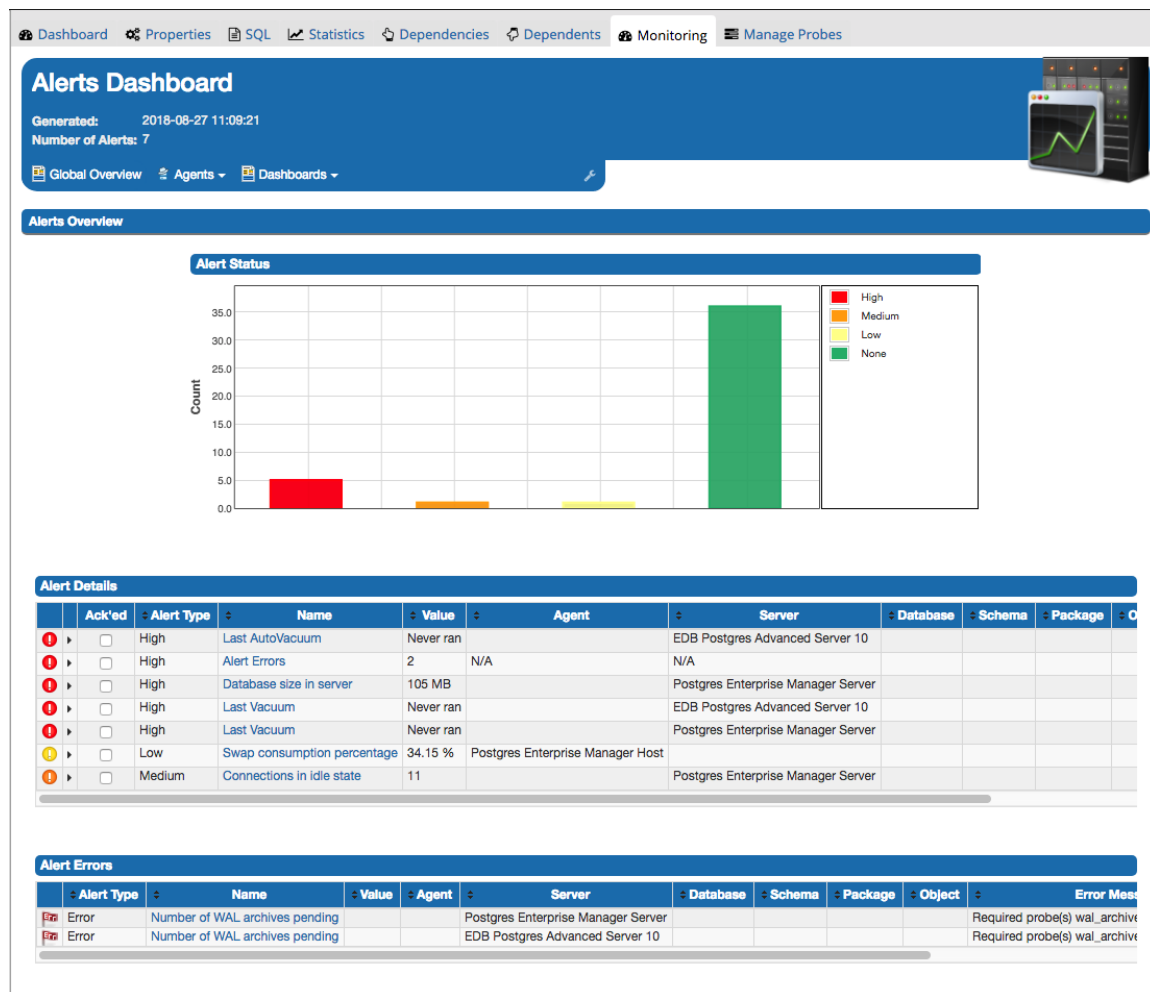 Dashboard Properties SQL Statistics Dependencies Dependents Monitoring Manage Probes
Alerts Dashboard
Generated: 2018-08-27 11:09:21
Number of Alerts: 7
Global Overview Agents Dashboards
Alerts Overview
Alert Status
35.0
30.0
25.0
20.0
15.0
10.0
5.0
0.0
Count
High
Medium
Low
None
Alert Details
Ack'ed Alert Type Name Value Agent Server Database Schema Package O
High Last AutoVacuum Never ran EDB Postgres Advanced Server 10
High Alert Errors 2 N/A N/A
High Database size in server 105 MB Postgres Enterprise Manager Server
High Last Vacuum Never ran EDB Postgres Advanced Server 10
High Last Vacuum Never ran Postgres Enterprise Manager Server
Low Swap consumption percentage 34.15 % Postgres Enterprise Manager Host
Medium Connections in idle state 11 Postgres Enterprise Manager Server
Alert Errors
Alert Type Name Value Agent Server Database Schema Package Object Error Mess
Error Number of WAL archives pending Postgres Enterprise Manager Server Required probe(s) wal_archive
Error Number of WAL archives pending EDB Postgres Advanced Server 10 Required probe(s) wal_archive